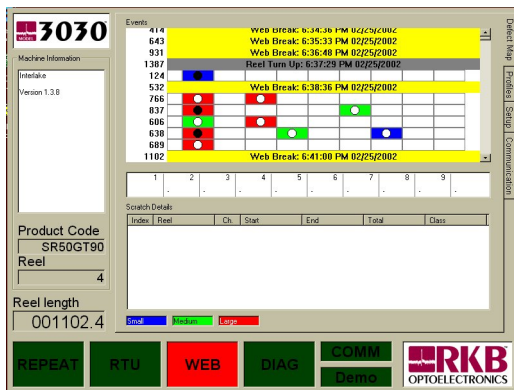 3030
Machine Information
Interlake
Version 1.3.8
Product Code
SR50GT90
Reel
4
Reel length
001102.4
Events
414 Web Break: 6:34:36 PM 02/25/2002
643 Web Break: 6:35:33 PM 02/25/2002
931 Web Break: 6:36:48 PM 02/25/2002
1387 Reel Turn Up: 6:37:29 PM 02/25/2002
124
532 Web Break: 6:38:36 PM 02/25/2002
766
837
606
638
689
1102 Web Break: 6:41:00 PM 02/25/2002
1 2 3 4 5 6 7 8 9
Scratch Details
Index Reel Ch. Start End Total Class
Small Medium Large
Defect Map
Profiles
Setup
Communication
REPEAT RTU WEB DIAG COMM
Demo
RKB
OPTOELECTRONICS